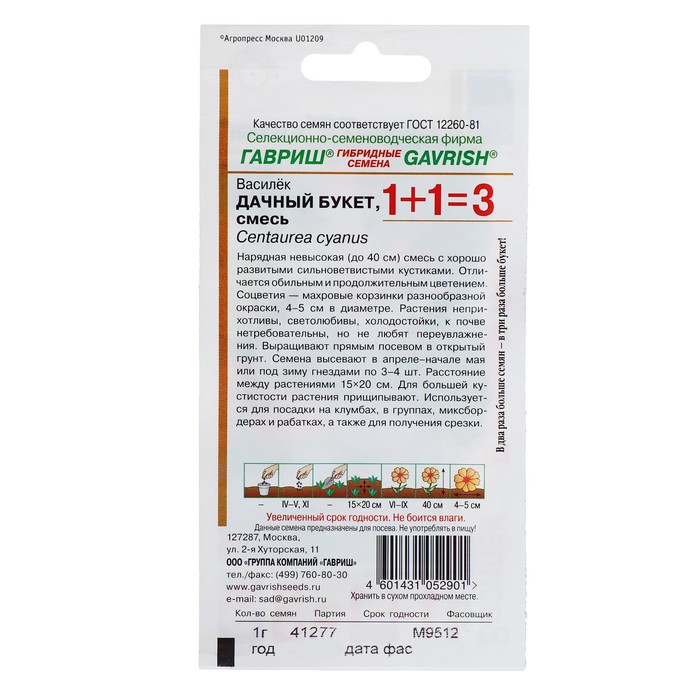 ©Агропресс Москва U01209
Качество семян соответствует ГОСТ 12260-81
Селекционно-семеноводческая фирма
ГАВРИШ® ГИБРИДНЫЕ СЕМЕНА GAVRISH®
Василёк
ДАЧНЫЙ БУКЕТ, 1+1=3
смесь
Centaurea cyanus
Нарядная невысокая (до 40 см) смесь с хорошо
развитыми сильноветвистыми кустиками. Отли-
чается обильным и продолжительным цветением.
Соцветия — махровые корзинки разнообразной
окраски, 4–5 см в диаметре. Растения непри-
хотливы, светолюбивы, холодостойки, к почве
нетребовательны, но не любят переувлажне-
ния. Выращивают прямым посевом в открытый
грунт. Семена высевают в апреле–начале мая
или под зиму гнездами по 3–4 шт. Расстояние
между растениями 15×20 см. Для большей ку-
стистости растения прищипывают. Использует-
ся для посадки на клумбах, в группах, миксбор-
дерах и рабатках, а также для получения срезки.
В два раза больше семян – в три раза больше букет!
– IV–V, XI – 15×20 см VI–IX 40 см 4–5 см
Увеличенный срок годности. Не боится влаги.
Данные семена предназначены для посева. Не употреблять в пищу!
127287, Москва,
ул. 2-я Хуторская, 11
ООО «ГРУППА КОМПАНИЙ «ГАВРИШ»
тел./факс: (499) 760-80-30
www.gavrishseeds.ru
e-mail: sad@gavrish.ru
4 601431 052901 >
Хранить в сухом прохладном месте.
Кол-во семян Партия Срок годности Фасовщик
1г 41277 М9512
год дата фас